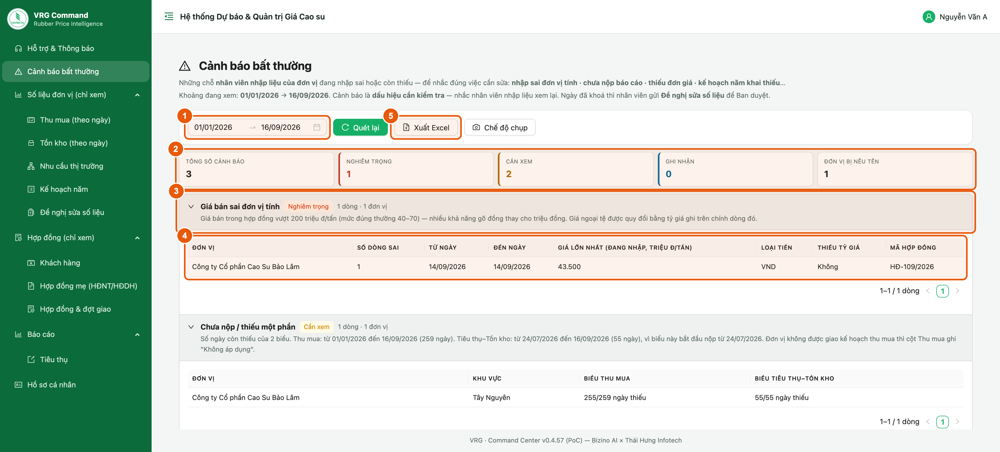 VRG Command
Rubber Price Intelligence
Hỗ trợ & Thông báo
Cảnh báo bất thường
Số liệu đơn vị (chỉ xem)
Thu mua (theo ngày)
Tồn kho (theo ngày)
Nhu cầu thị trường
Kế hoạch năm
Đề nghị sửa số liệu
Hợp đồng (chỉ xem)
Khách hàng
Hợp đồng mẹ (HĐNT/HĐDH)
Hợp đồng & đợt giao
Báo cáo
Tiêu thụ
Hồ sơ cá nhân
Hệ thống Dự báo & Quản trị Giá Cao su
Nguyễn Văn A
Cảnh báo bất thường
Những chỗ nhân viên nhập liệu của đơn vị đang nhập sai hoặc còn thiếu — để nhắc đúng việc cần sửa: nhập sai đơn vị tính · chưa nộp báo cáo · thiếu đơn giá · kế hoạch năm khai thiếu...
Khoảng đang xem: 01/01/2026 → 16/09/2026. Cảnh báo là dấu hiệu cần kiểm tra — nhắc nhân viên nhập liệu xem lại. Ngày đã khoá thì nhân viên gửi Đề nghị sửa số liệu để Ban duyệt.
1
01/01/2026 → 16/09/2026
Quét lại
5
Xuất Excel
Chế độ chụp
2
TỔNG SỐ CẢNH BÁO
3
NGHIÊM TRỌNG
1
CẦN XEM
2
GHI NHẬN
0
ĐƠN VỊ BỊ NÊU TÊN
1
3
Giá bán sai đơn vị tính Nghiêm trọng 1 dòng · 1 đơn vị
Giá bán trong hợp đồng vượt 200 triệu đ/tấn (mức đúng thường 40–70) — nhiều khả năng gõ đồng thay cho triệu đồng. Giá ngoại tệ được quy đổi bằng tỷ giá ghi trên chính dòng đó.
4
ĐƠN VỊ SỐ DÒNG SAI TỪ NGÀY ĐẾN NGÀY GIÁ LỚN NHẤT (ĐANG NHẬP, TRIỆU Đ/TẤN) LOẠI TIỀN THIẾU TỶ GIÁ MÃ HỢP ĐỒNG
Công ty Cổ phần Cao Su Bảo Lâm 1 14/09/2026 14/09/2026 43.500 VND Không HĐ-109/2026
1–1 / 1 dòng < 1 >
Chưa nộp / thiếu một phần Cần xem 1 dòng · 1 đơn vị
Số ngày còn thiếu của 2 biểu. Thu mua: từ 01/01/2026 đến 16/09/2026 (259 ngày). Tiêu thụ–Tồn kho: từ 24/07/2026 đến 16/09/2026 (55 ngày), vì biểu này bắt đầu nộp từ 24/07/2026. Đơn vị không được giao kế hoạch thu mua thì cột Thu mua ghi
"Không áp dụng".
ĐƠN VỊ KHU VỰC BIỂU THU MUA BIỂU TIÊU THỤ–TỒN KHO
Công ty Cổ phần Cao Su Bảo Lâm Tây Nguyên 255/259 ngày thiếu 55/55 ngày thiếu
1–1 / 1 dòng < 1 >
VRG · Command Center v0.4.57 (PoC) — Bizino AI × Thái Hưng Infotech